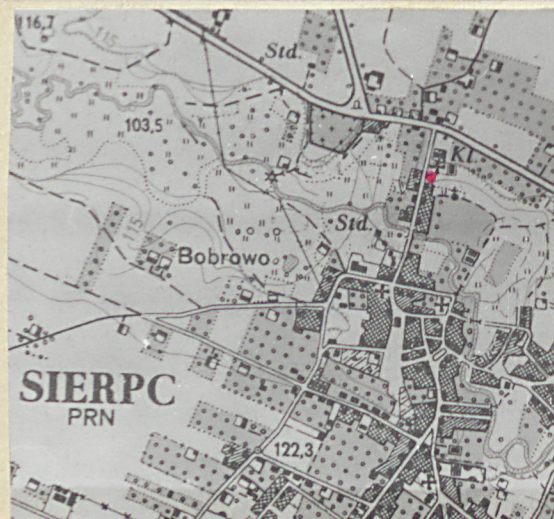 116,7
115
Std.
103,5
Kl.
Std.
115
Bobrowo
SIERPC
PRN
122,3